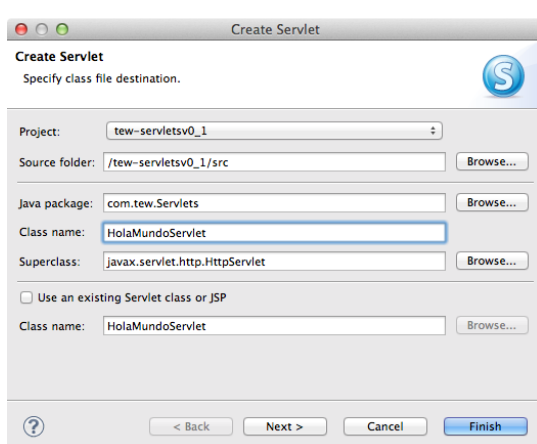 Create Servlet
Create Servlet
Specify class file destination.
S
Project: tew-servletsv0_1
Source folder: /tew-servletsv0_1/src Browse...
Java package: com.tew.Servlets Browse...
Class name: HolaMundoServlet
Superclass: javax.servlet.http.HttpServlet Browse...
Use an existing Servlet class or JSP
Class name: HolaMundoServlet Browse...
? < Back Next > Cancel Finish